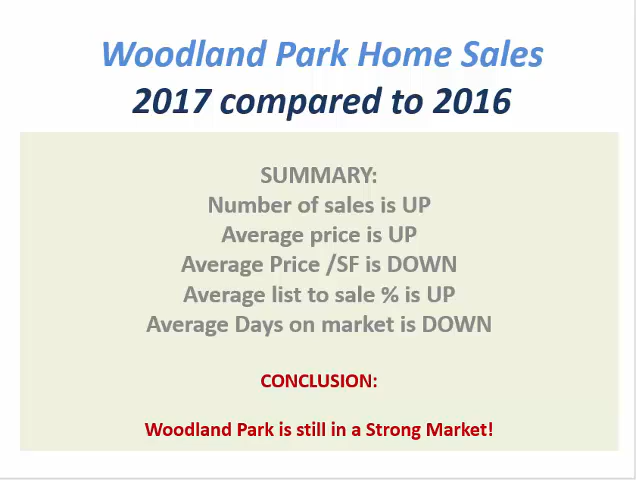 Woodland Park Home Sales
2017 compared to 2016
SUMMARY:
Number of sales is UP
Average price is UP
Average Price /SF is DOWN
Average list to sale % is UP
Average Days on market is DOWN
CONCLUSION:
Woodland Park is still in a Strong Market!